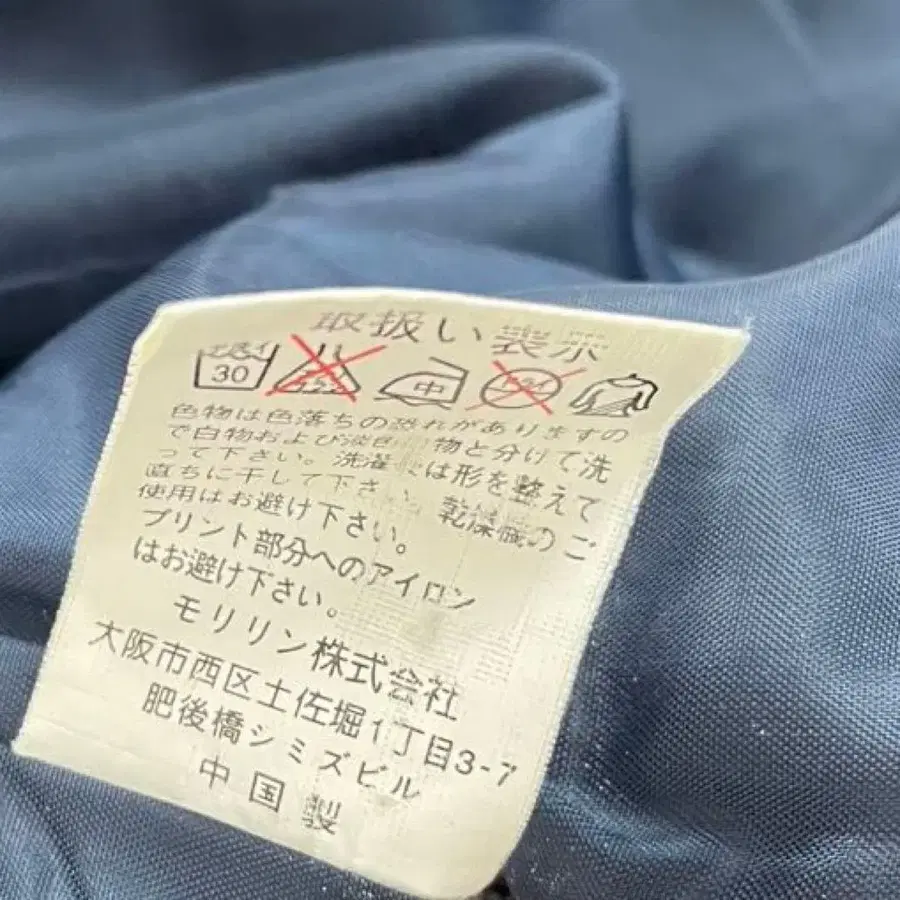 取扱い表示
30 中 ドライ
色物は色落ちの恐れがありますの
で白物および淡色物と分けて洗
って下さい。洗濯後は形を整えて
直ちに干して下さい。乾燥機のご
使用はお避け下さい。
プリント部分へのアイロン
はお避け下さい。
モリリン株式会社
大阪市西区土佐堀1丁目3-7
肥後橋シミズビル
中国製